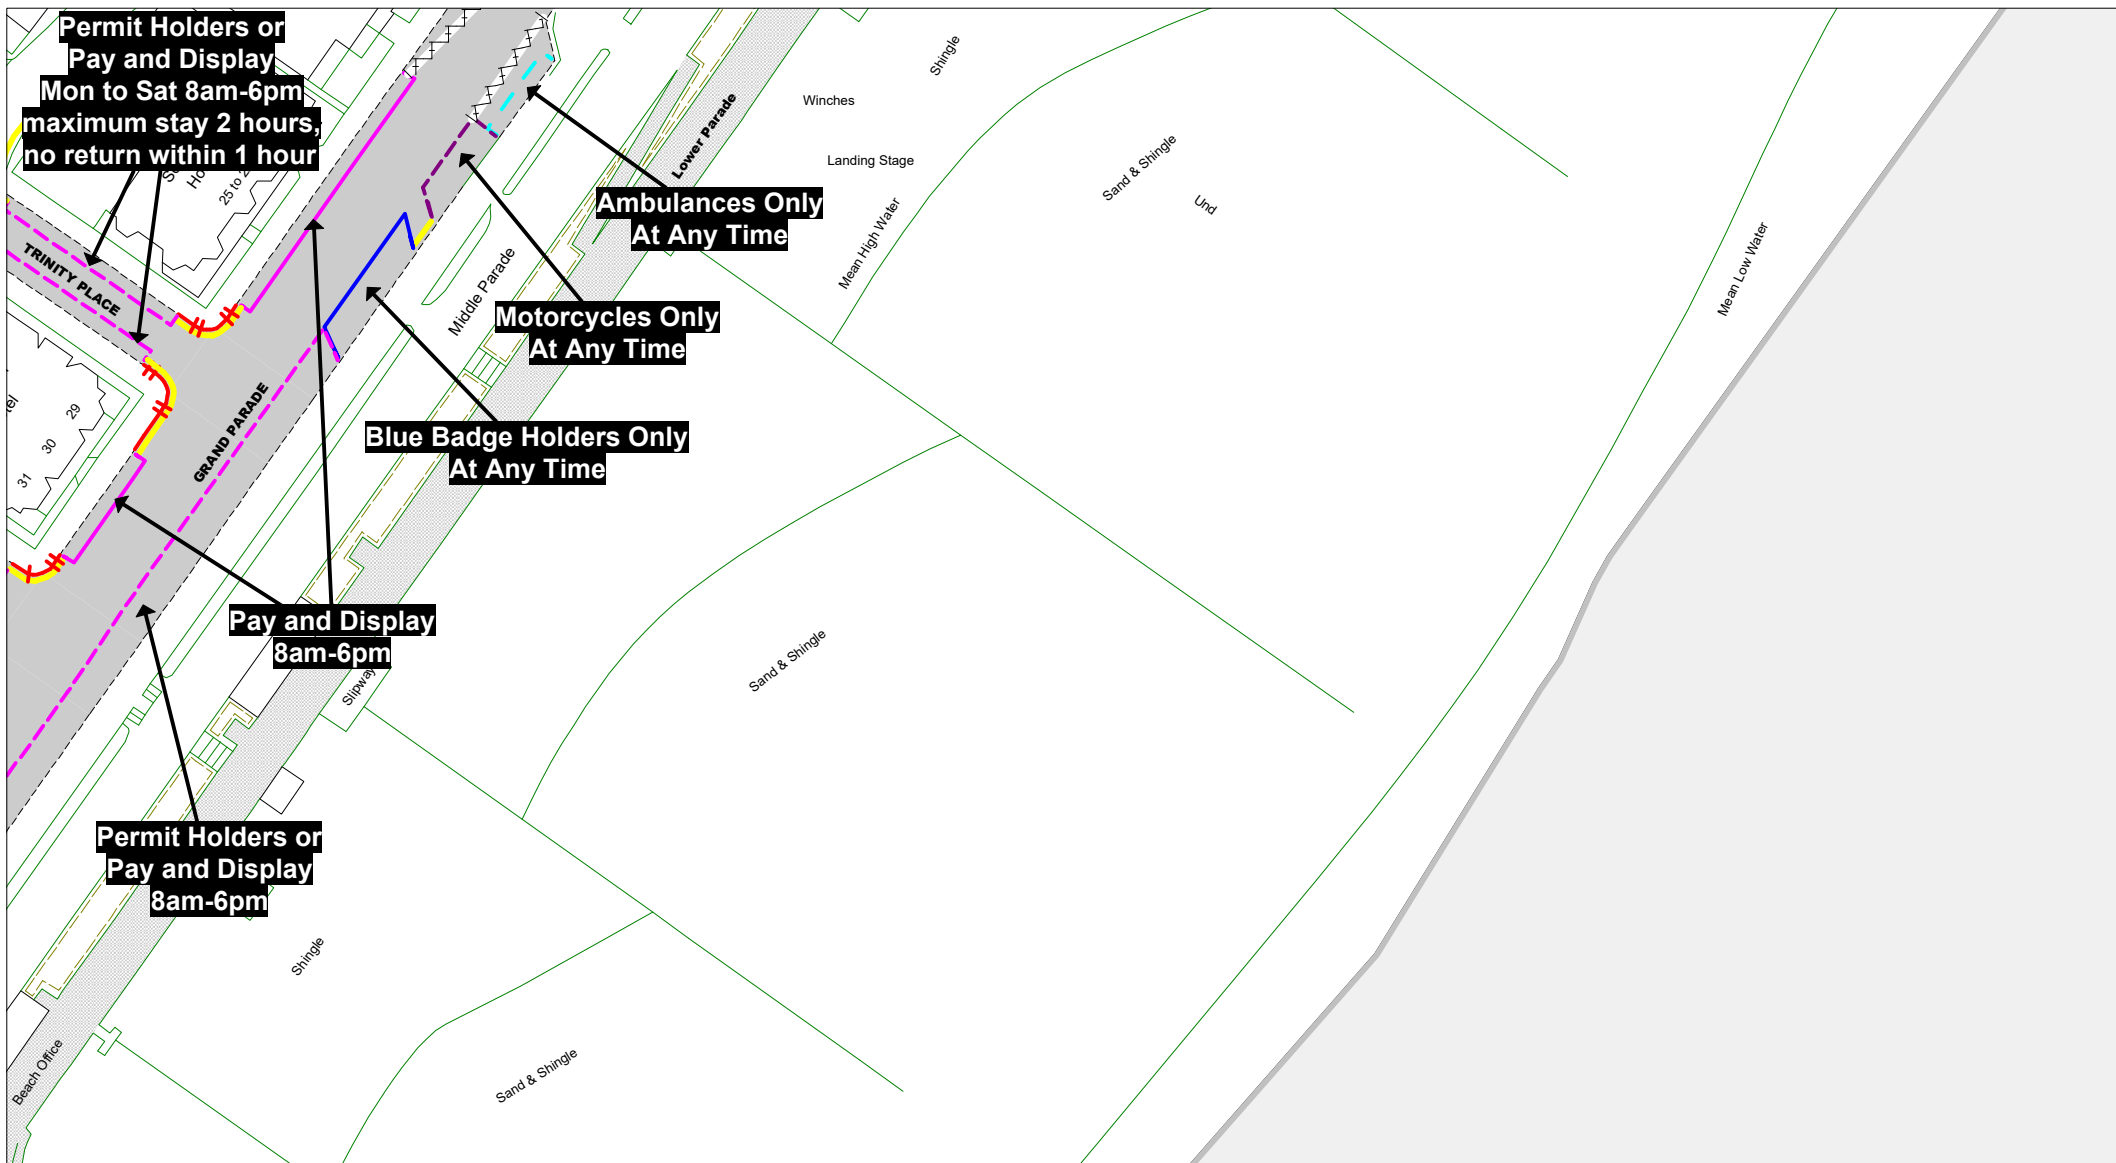 Permit Holders or
Pay and Display
Mon to Sat 8am-6pm
maximum stay 2 hours,
no return within 1 hour
25 to
TRINITY PLACE
GRAND PARADE
29
30
31
Ambulances Only
At Any Time
Motorcycles Only
At Any Time
Blue Badge Holders Only
At Any Time
Pay and Display
8am-6pm
Permit Holders or
Pay and Display
8am-6pm
Middle Parade
Lower Parade
Slipway
Beach Office
Winches
Landing Stage
Shingle
Mean High Water
Sand & Shingle
Und
Mean Low Water
Sand & Shingle
Shingle
Sand & Shingle